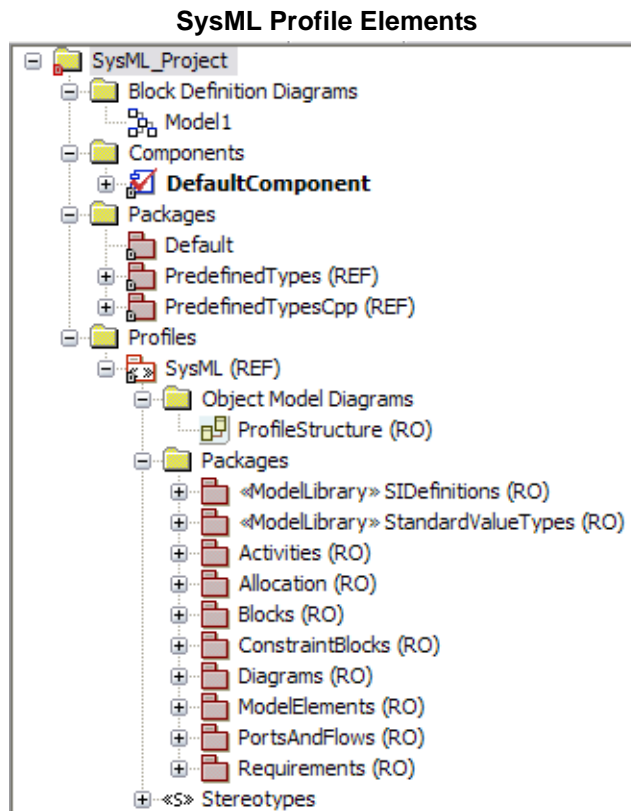 SysML Profile Elements
SysML_Project
Block Definition Diagrams
Model1
Components
DefaultComponent
Packages
Default
PredefinedTypes (REF)
PredefinedTypesCpp (REF)
Profiles
SysML (REF)
Object Model Diagrams
ProfileStructure (RO)
Packages
«ModelLibrary» SIDefinitions (RO)
«ModelLibrary» StandardValueTypes (RO)
Activities (RO)
Allocation (RO)
Blocks (RO)
ConstraintBlocks (RO)
Diagrams (RO)
ModelElements (RO)
PortsAndFlows (RO)
Requirements (RO)
«S» Stereotypes